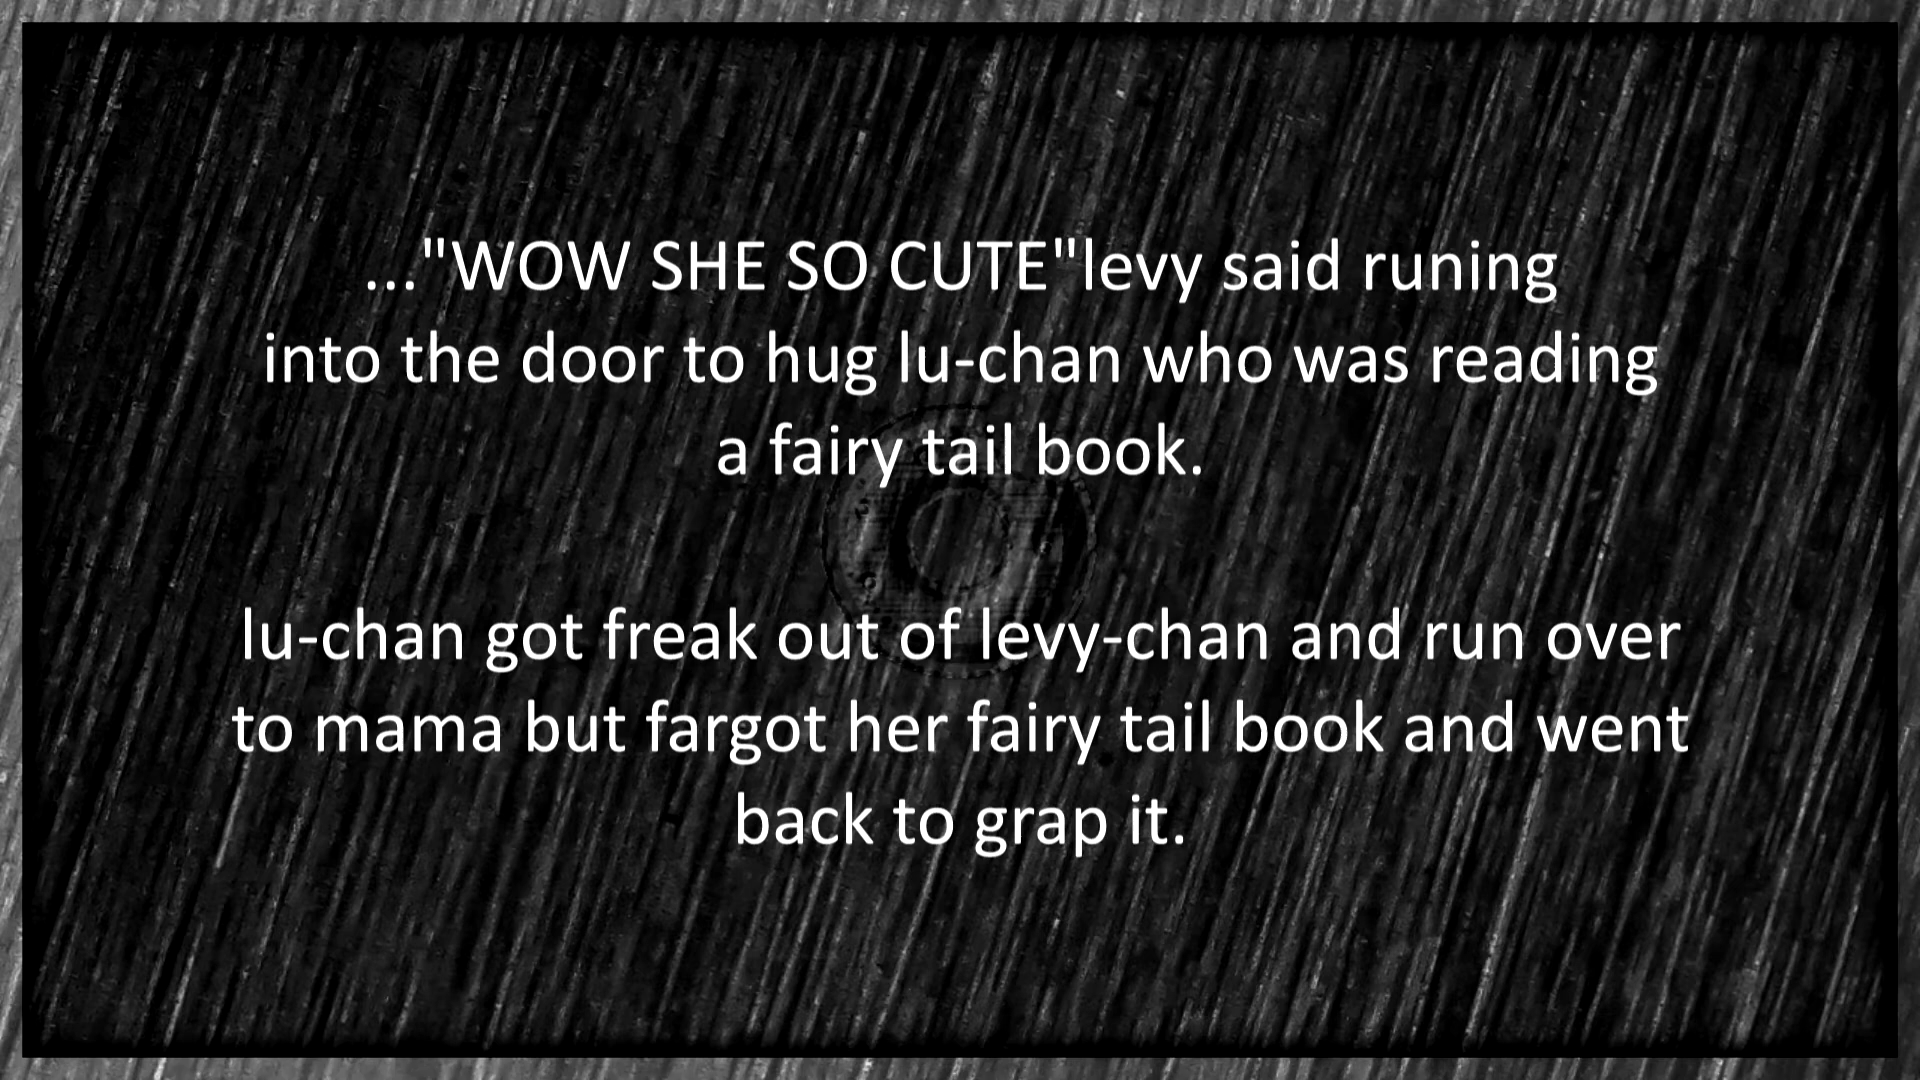 ..."WOW SHE SO CUTE"levy said runing
into the door to hug lu-chan who was reading
a fairy tail book.
lu-chan got freak out of levy-chan and run over
to mama but fargot her fairy tail book and went
back to grap it.